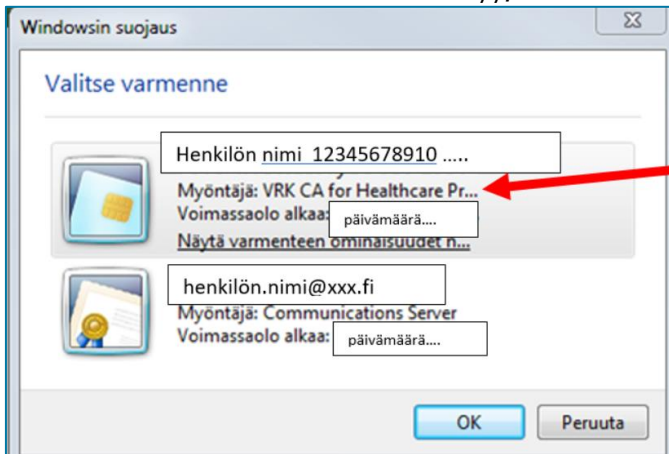 Windowsin suojaus
Valitse varmenne
Henkilön nimi 12345678910 .....
Myöntäjä: VRK CA for Healthcare Pr...
Voimassaolo alkaa: päivämäärä....
Näytä varmenteen ominaisuudet n...
henkilön.nimi@xxx.fi
Myöntäjä: Communications Server
Voimassaolo alkaa: päivämäärä....
OK Peruuta